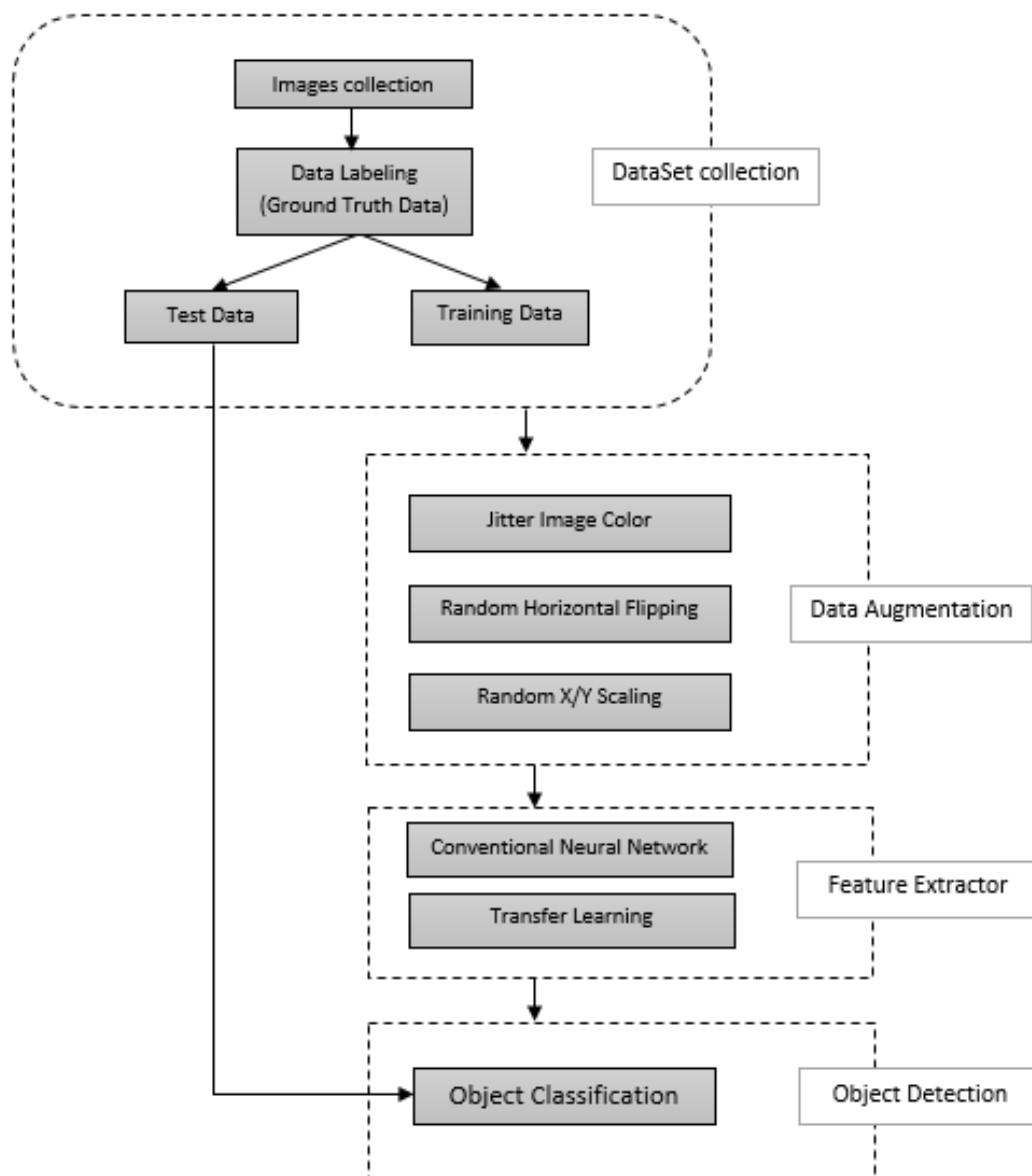 Images collection
Data Labeling
(Ground Truth Data)
DataSet collection
Test Data
Training Data
Jitter Image Color
Random Horizontal Flipping
Data Augmentation
Random X/Y Scaling
Conventional Neural Network
Feature Extractor
Transfer Learning
Object Classification
Object Detection